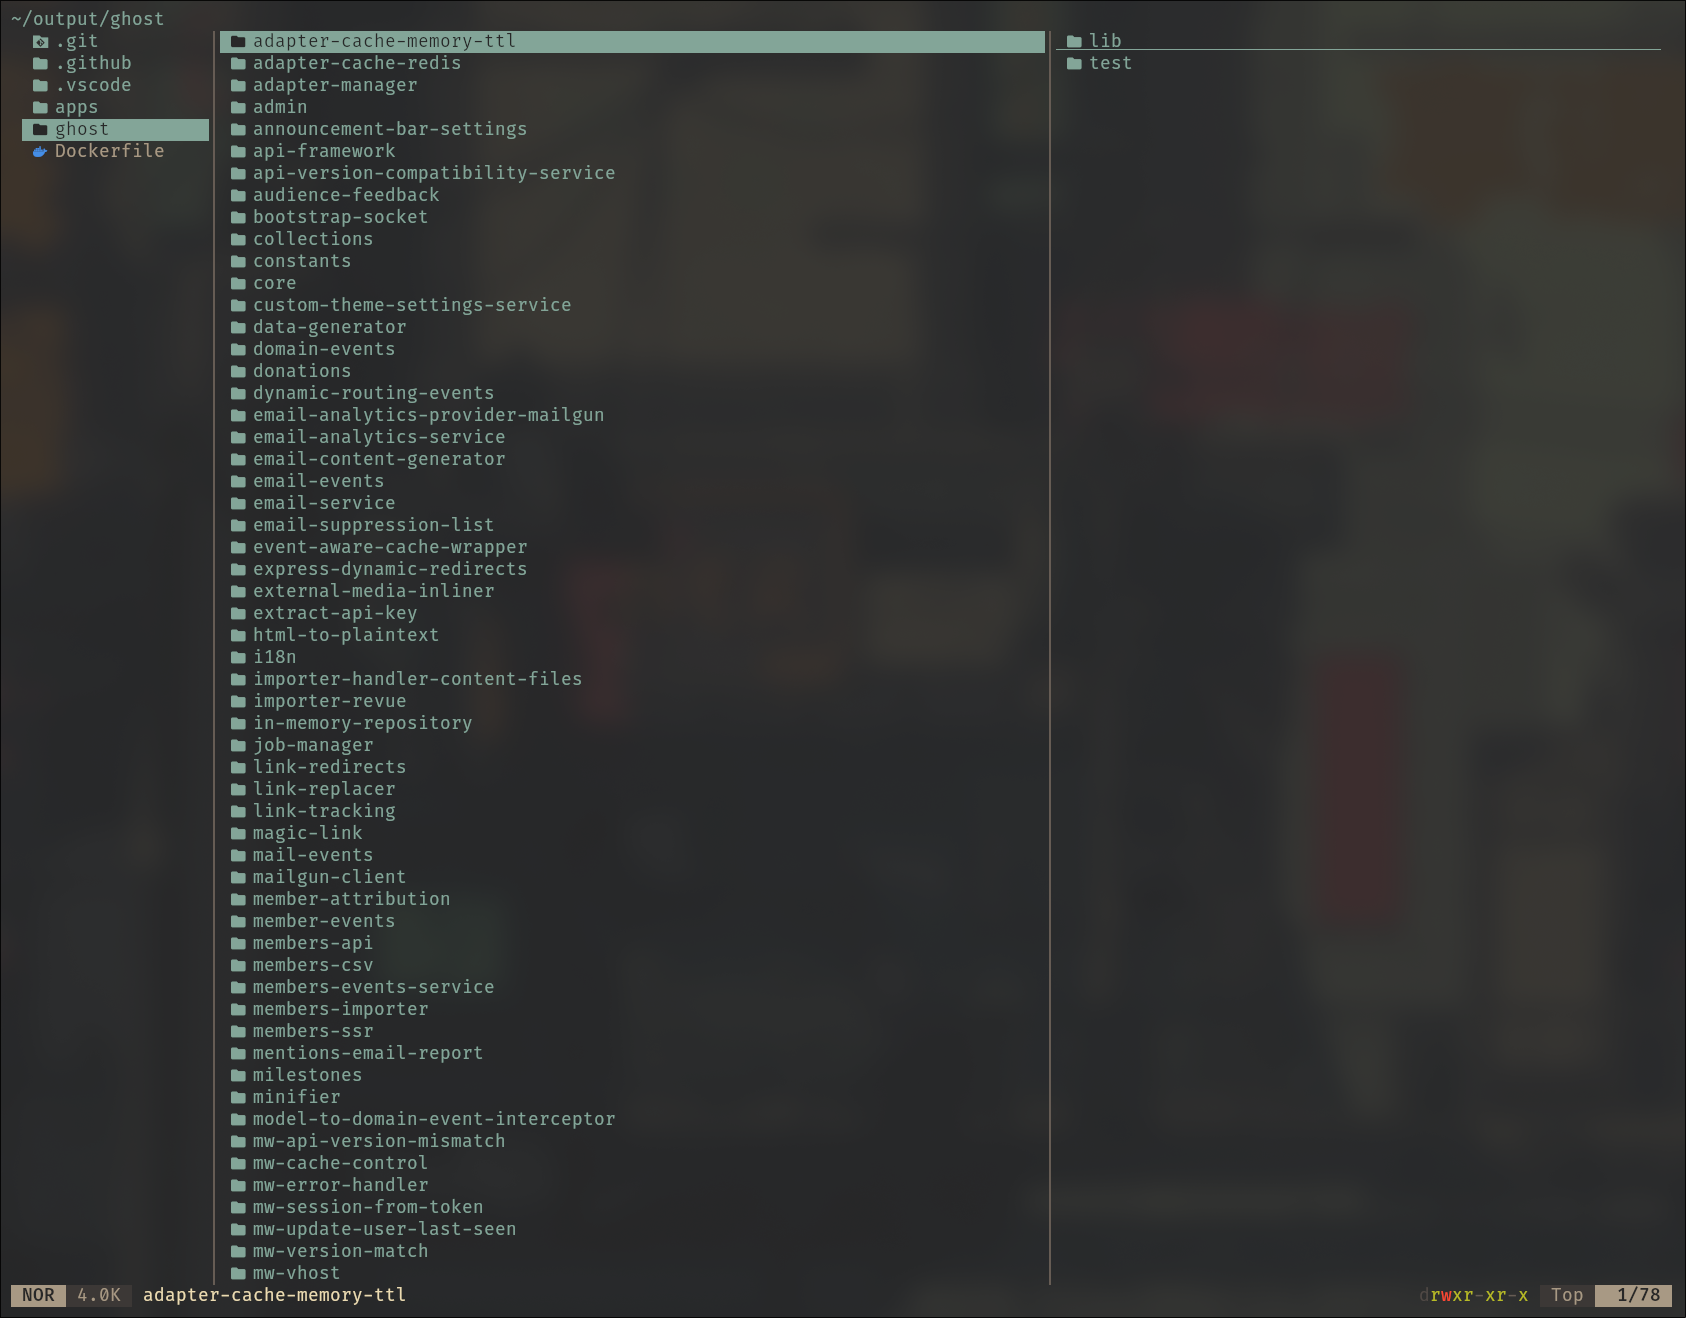 ~/output/ghost
.git
.github
.vscode
apps
ghost
Dockerfile
adapter-cache-memory-ttl
adapter-cache-redis
adapter-manager
admin
announcement-bar-settings
api-framework
api-version-compatibility-service
audience-feedback
bootstrap-socket
collections
constants
core
custom-theme-settings-service
data-generator
domain-events
donations
dynamic-routing-events
email-analytics-provider-mailgun
email-analytics-service
email-content-generator
email-events
email-service
email-suppression-list
event-aware-cache-wrapper
express-dynamic-redirects
external-media-inliner
extract-api-key
html-to-plaintext
i18n
importer-handler-content-files
importer-revue
in-memory-repository
job-manager
link-redirects
link-replacer
link-tracking
magic-link
mail-events
mailgun-client
member-attribution
member-events
members-api
members-csv
members-events-service
members-importer
members-ssr
mentions-email-report
milestones
minifier
model-to-domain-event-interceptor
mw-api-version-mismatch
mw-cache-control
mw-error-handler
mw-session-from-token
mw-update-user-last-seen
mw-version-match
mw-vhost
lib
test
NOR 4.0K adapter-cache-memory-ttl drwxr-xr-x Top 1/78